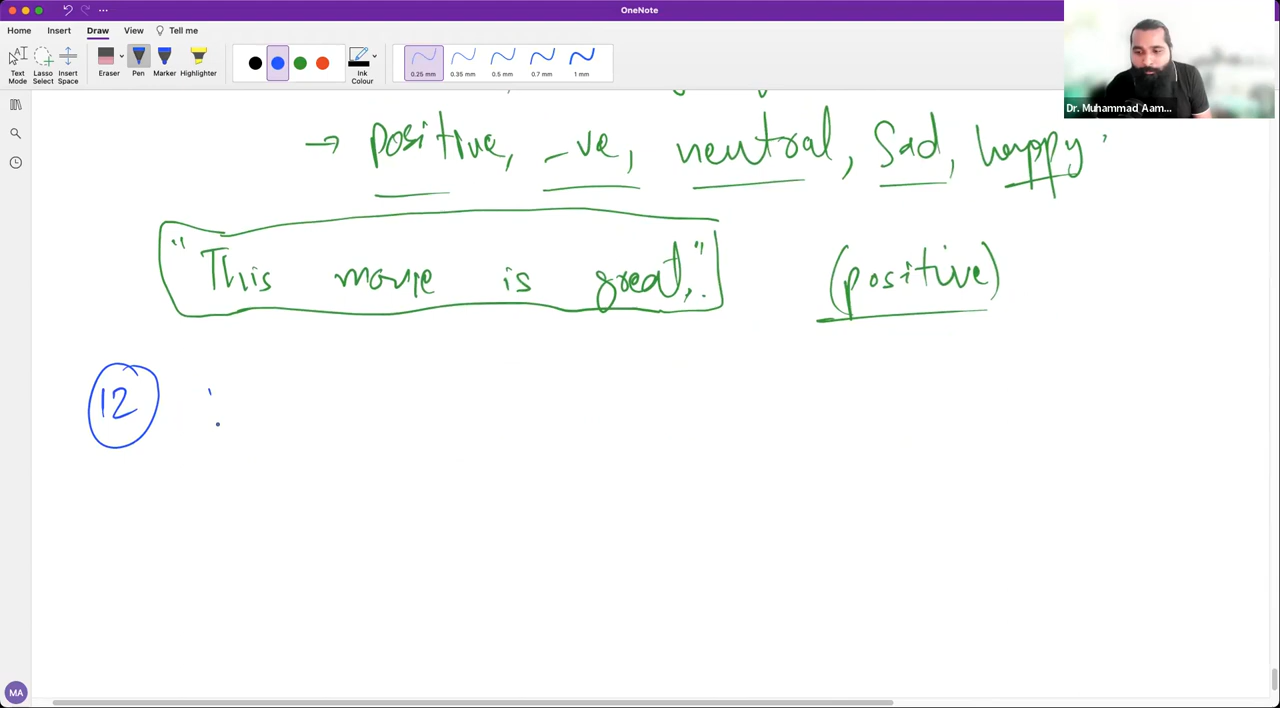 OneNote
Home Insert Draw View Tell me
Text Mode
Lasso Select
Insert Space
Eraser
Pen
Marker
Highlighter
Ink Colour
0.25 mm
0.35 mm
0.5 mm
0.7 mm
1 mm
Dr. Muhammad Aam...
→ positive, -ve, neutral, Sad, happy
"This movie is great,." (positive)
12
MA